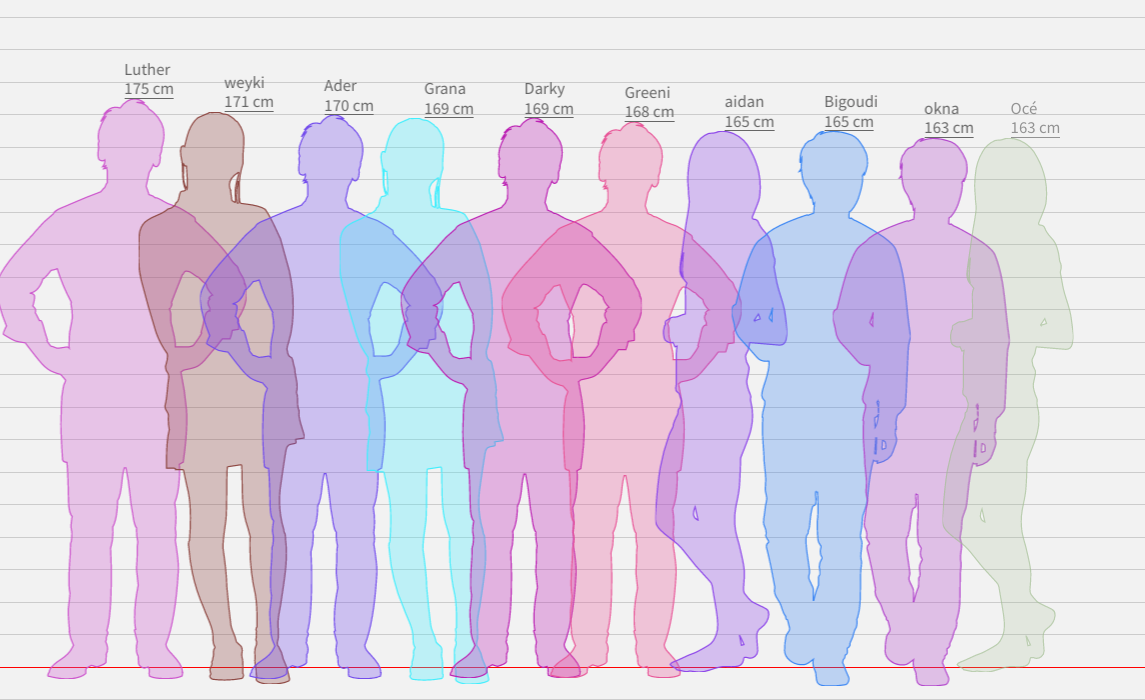 Luther
175 cm
weyki
171 cm
Ader
170 cm
Grana
169 cm
Darky
169 cm
Greeni
168 cm
aidan
165 cm
Bigoudi
165 cm
okna
163 cm
Océ
163 cm